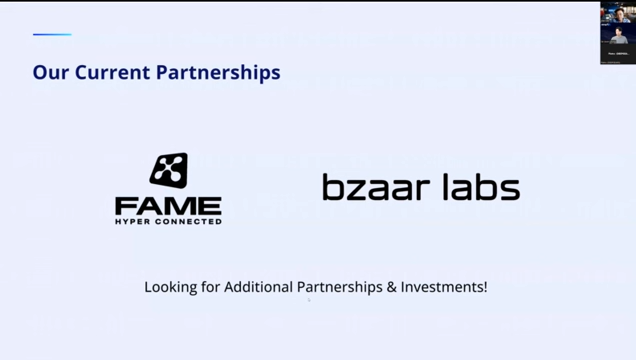 Our Current Partnerships
FAME
HYPER CONNECTED
bzaar labs
Looking for Additional Partnerships & Investments!